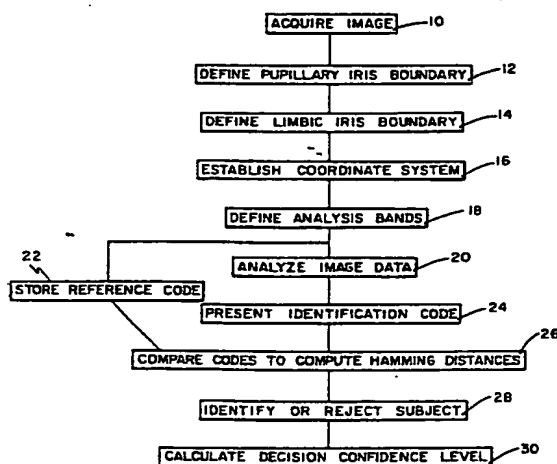 ACQUIRE IMAGE 10
DEFINE PUPILLARY IRIS BOUNDARY 12
DEFINE LIMBIC IRIS BOUNDARY 14
ESTABLISH COORDINATE SYSTEM 16
DEFINE ANALYSIS BANDS 18
22
ANALYZE IMAGE DATA 20
STORE REFERENCE CODE
PRESENT IDENTIFICATION CODE 24
26
COMPARE CODES TO COMPUTE HAMMING DISTANCES
IDENTIFY OR REJECT SUBJECT 28
CALCULATE DECISION CONFIDENCE LEVEL 30